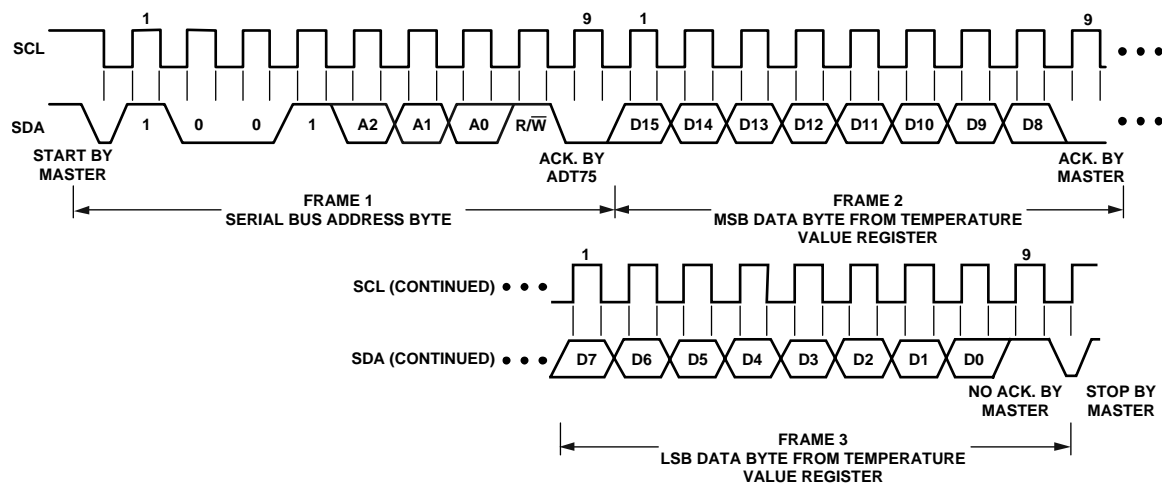 1 9 1 9
SCL
SDA 1 0 0 1 A2 A1 A0 R/W̅ D15 D14 D13 D12 D11 D10 D9 D8
START BY
MASTER
ACK. BY
ADT75
ACK. BY
MASTER
FRAME 1
SERIAL BUS ADDRESS BYTE
FRAME 2
MSB DATA BYTE FROM TEMPERATURE
VALUE REGISTER
1 9
SCL (CONTINUED)
SDA (CONTINUED) D7 D6 D5 D4 D3 D2 D1 D0
NO ACK. BY
MASTER
STOP BY
MASTER
FRAME 3
LSB DATA BYTE FROM TEMPERATURE
VALUE REGISTER